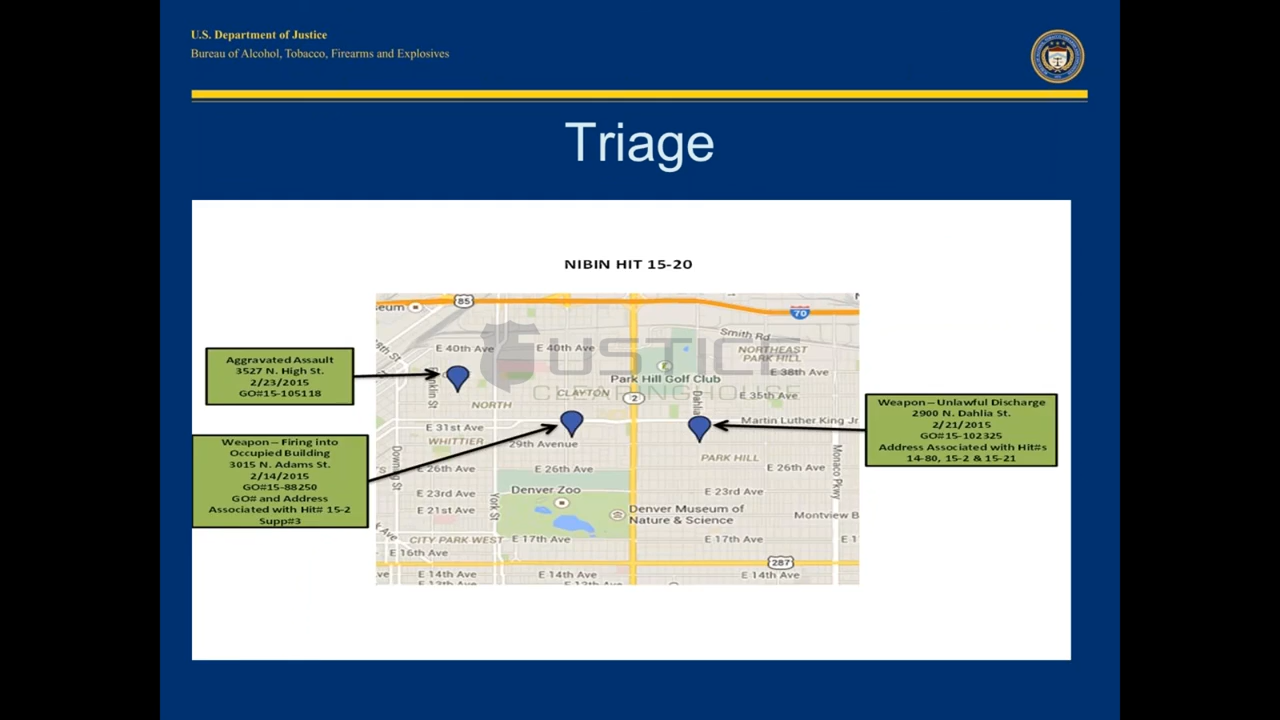 U.S. Department of Justice
Bureau of Alcohol, Tobacco, Firearms and Explosives
Triage
NIBIN HIT 15-20
Aggravated Assault
3527 N. High St.
2/23/2015
GO#15-105118
Weapon – Firing into
Occupied Building
3015 N. Adams St.
2/14/2015
GO#15-88250
GO# and Address
Associated with Hit# 15-2
Supp#3
Weapon – Unlawful Discharge
2900 N. Dahlia St.
2/21/2015
GO#15-102325
Address Associated with Hit#s
14-80, 15-2 & 15-21
eum
85
70
Smith Rd
E 40th Ave
E 40th Ave
NORTHEAST
PARK HILL
JUSTICE
CLEARINGHOUSE
E 38th Ave
Park Hill Golf Club
CLAYTON
2
Dahlia
E 35th Ave
NORTH
E 31st Ave
Martin Luther King Jr
WHITTIER
29th Avenue
PARK HILL
Downing St
E 26th Ave
E 26th Ave
E 26th Ave
Monaco Pkwy
York St
Denver Zoo
E 23rd Ave
E 23rd Ave
E 21st Ave
Denver Museum of
Nature & Science
Montview B
CITY PARK WEST
E 17th Ave
E 17th Ave
E 1
E 16th Ave
287
ve
E 14th Ave
E 14th Ave
E 14th Ave